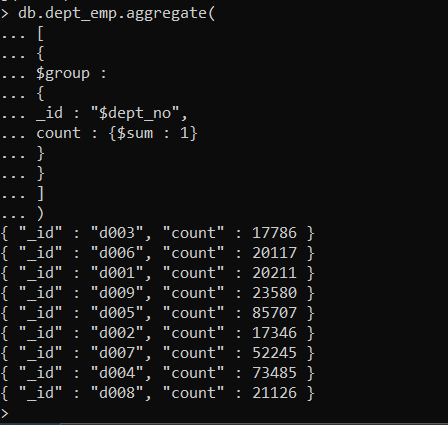 > db.dept_emp.aggregate(
... [
... {
... $group :
... {
... _id : "$dept_no",
... count : {$sum : 1}
... }
... }
... ]
... )
{ "_id" : "d003", "count" : 17786 }
{ "_id" : "d006", "count" : 20117 }
{ "_id" : "d001", "count" : 20211 }
{ "_id" : "d009", "count" : 23580 }
{ "_id" : "d005", "count" : 85707 }
{ "_id" : "d002", "count" : 17346 }
{ "_id" : "d007", "count" : 52245 }
{ "_id" : "d004", "count" : 73485 }
{ "_id" : "d008", "count" : 21126 }
>